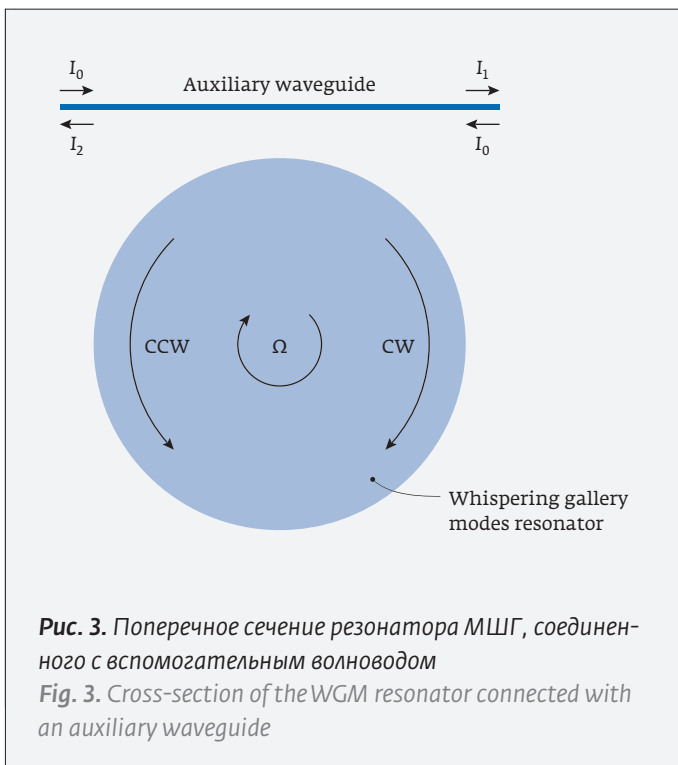 I₀ Auxiliary waveguide I₁
I₂ I₀
CCW Ω CW
Whispering gallery
modes resonator
Рис. 3. Поперечное сечение резонатора МШГ, соединен-
ного с вспомогательным волноводом
Fig. 3. Cross-section of the WGM resonator connected with
an auxiliary waveguide